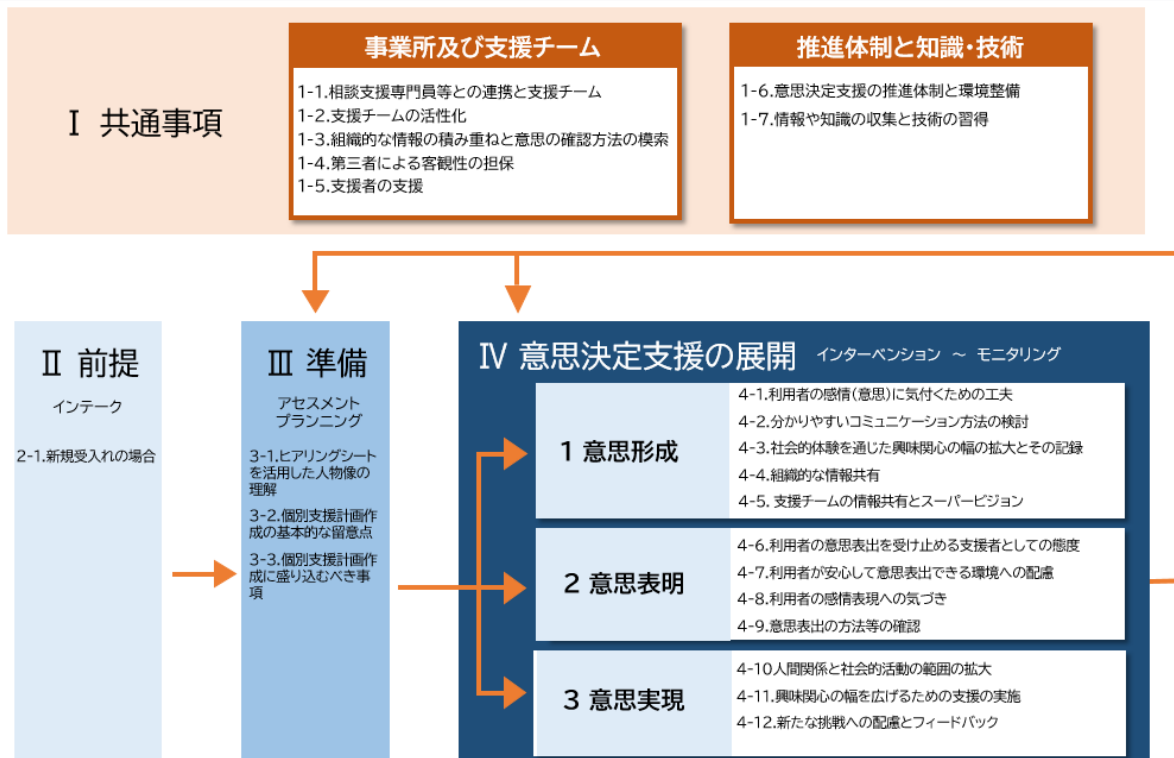 Ⅰ 共通事項
事業所及び支援チーム
1-1.相談支援専門員等との連携と支援チーム
1-2.支援チームの活性化
1-3.組織的な情報の積み重ねと意思の確認方法の模索
1-4.第三者による客観性の担保
1-5.支援者の支援
推進体制と知識・技術
1-6.意思決定支援の推進体制と環境整備
1-7.情報や知識の収集と技術の習得
Ⅱ 前提
インテーク
2-1.新規受入れの場合
Ⅲ 準備
アセスメント
プランニング
3-1.ヒアリングシート
を活用した人物像の
理解
3-2.個別支援計画作
成の基本的な留意点
3-3.個別支援計画作
成に盛り込むべき事
項
Ⅳ 意思決定支援の展開 インターベンション ～ モニタリング
1 意思形成
4-1.利用者の感情(意思)に気付くための工夫
4-2.分かりやすいコミュニケーション方法の検討
4-3.社会的体験を通じた興味関心の幅の拡大とその記録
4-4.組織的な情報共有
4-5. 支援チームの情報共有とスーパービジョン
2 意思表明
4-6.利用者の意思表出を受け止める支援者としての態度
4-7.利用者が安心して意思表出できる環境への配慮
4-8.利用者の感情表現への気づき
4-9.意思表出の方法等の確認
3 意思実現
4-10人間関係と社会的活動の範囲の拡大
4-11.興味関心の幅を広げるための支援の実施
4-12.新たな挑戦への配慮とフィードバック